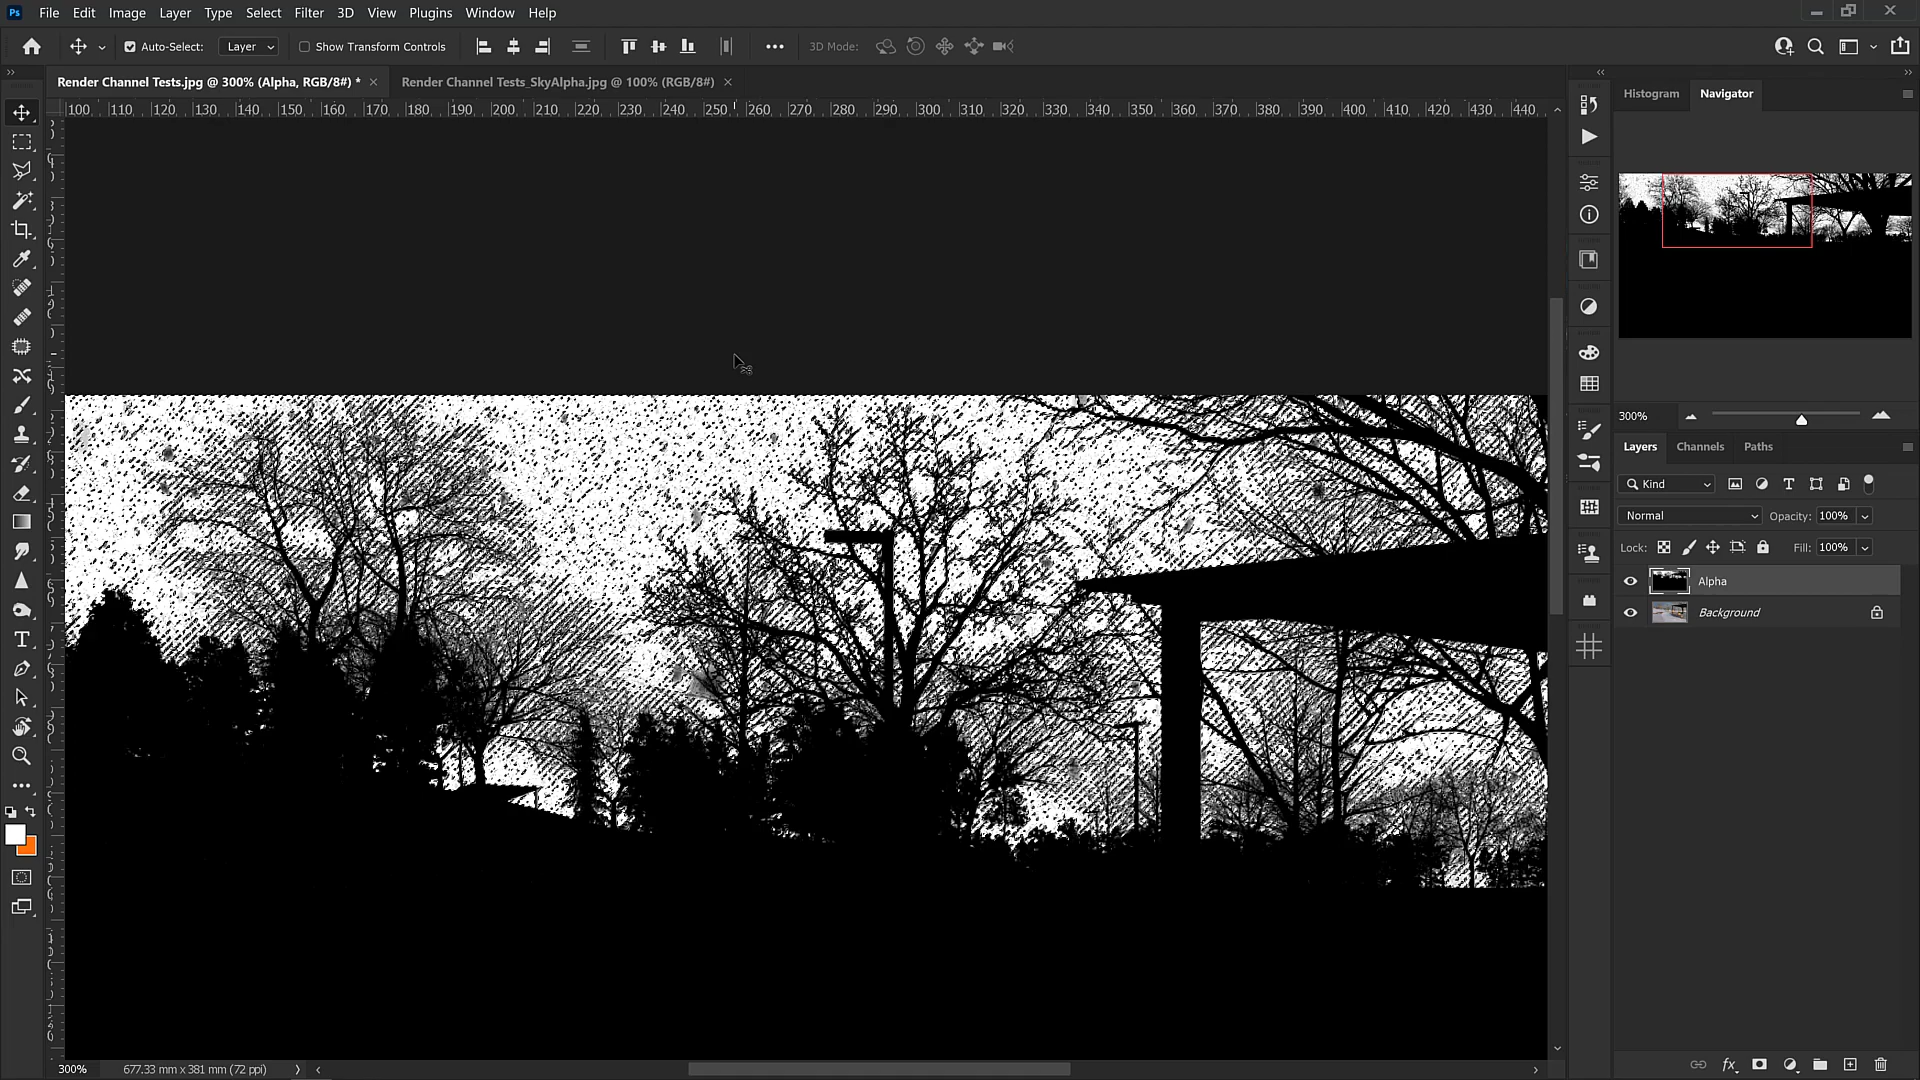 Ps File Edit Image Layer Type Select Filter 3D View Plugins Window Help
Auto-Select: Layer Show Transform Controls 3D Mode:
Render Channel Tests.jpg @ 300% (Alpha, RGB/8#) * Render Channel Tests_SkyAlpha.jpg @ 100% (RGB/8#)
100 110 120 130 140 150 160 170 180 190 200 210 220 230 240 250 260 270 280 290 300 310 320 330 340 350 360 370 380 390 400 410 420 430 440
Histogram Navigator
300%
Layers Channels Paths
Kind
Normal Opacity: 100%
Lock: Fill: 100%
Alpha
Background
300% 677.33 mm x 381 mm (72 ppi)
fx